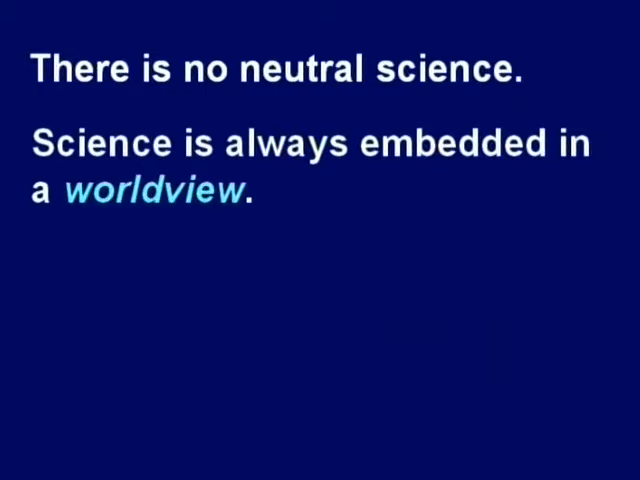 There is no neutral science.
Science is always embedded in
a worldview.